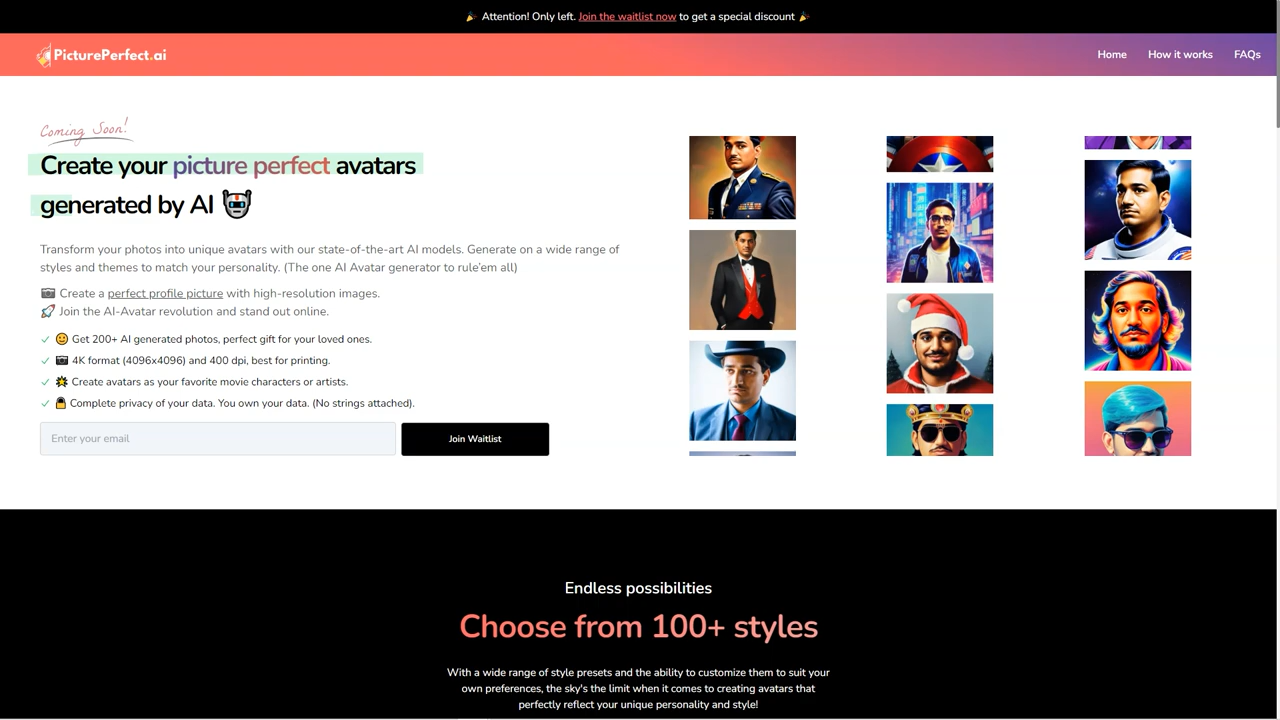 🎉 Attention! Only left. Join the waitlist now to get a special discount 🎉
PicturePerfect.ai
Home How it works FAQs
Coming Soon!
Create your picture perfect avatars
generated by AI 🤖
Transform your photos into unique avatars with our state-of-the-art AI models. Generate on a wide range of
styles and themes to match your personality. (The one AI Avatar generator to rule'em all)
📸 Create a perfect profile picture with high-resolution images.
🚀 Join the AI-Avatar revolution and stand out online.
✓ 🙂 Get 200+ AI generated photos, perfect gift for your loved ones.
✓ 📸 4K format (4096x4096) and 400 dpi, best for printing.
✓ 💥 Create avatars as your favorite movie characters or artists.
✓ 🔒 Complete privacy of your data. You own your data. (No strings attached).
Enter your email
Join Waitlist
Endless possibilities
Choose from 100+ styles
With a wide range of style presets and the ability to customize them to suit your
own preferences, the sky's the limit when it comes to creating avatars that
perfectly reflect your unique personality and style!